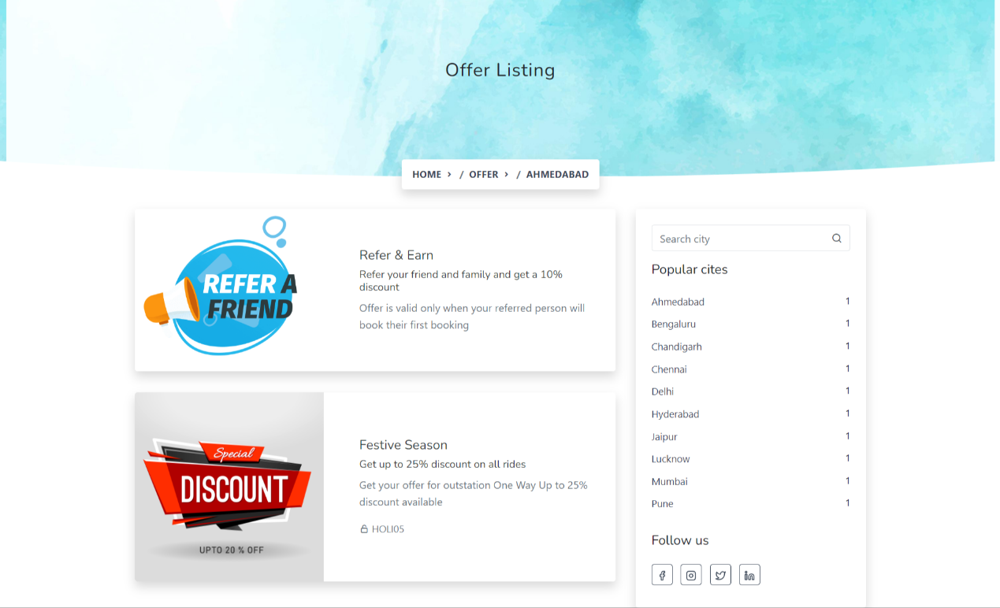 Offer Listing
HOME > / OFFER > / AHMEDABAD
REFER A
FRIEND
Refer & Earn
Refer your friend and family and get a 10%
discount
Offer is valid only when your referred person will
book their first booking
Special
DISCOUNT
UPTO 20 % OFF
Festive Season
Get up to 25% discount on all rides
Get your offer for outstation One Way Up to 25%
discount available
HOLI05
Search city
Popular cites
Ahmedabad 1
Bengaluru 1
Chandigarh 1
Chennai 1
Delhi 1
Hyderabad 1
Jaipur 1
Lucknow 1
Mumbai 1
Pune 1
Follow us